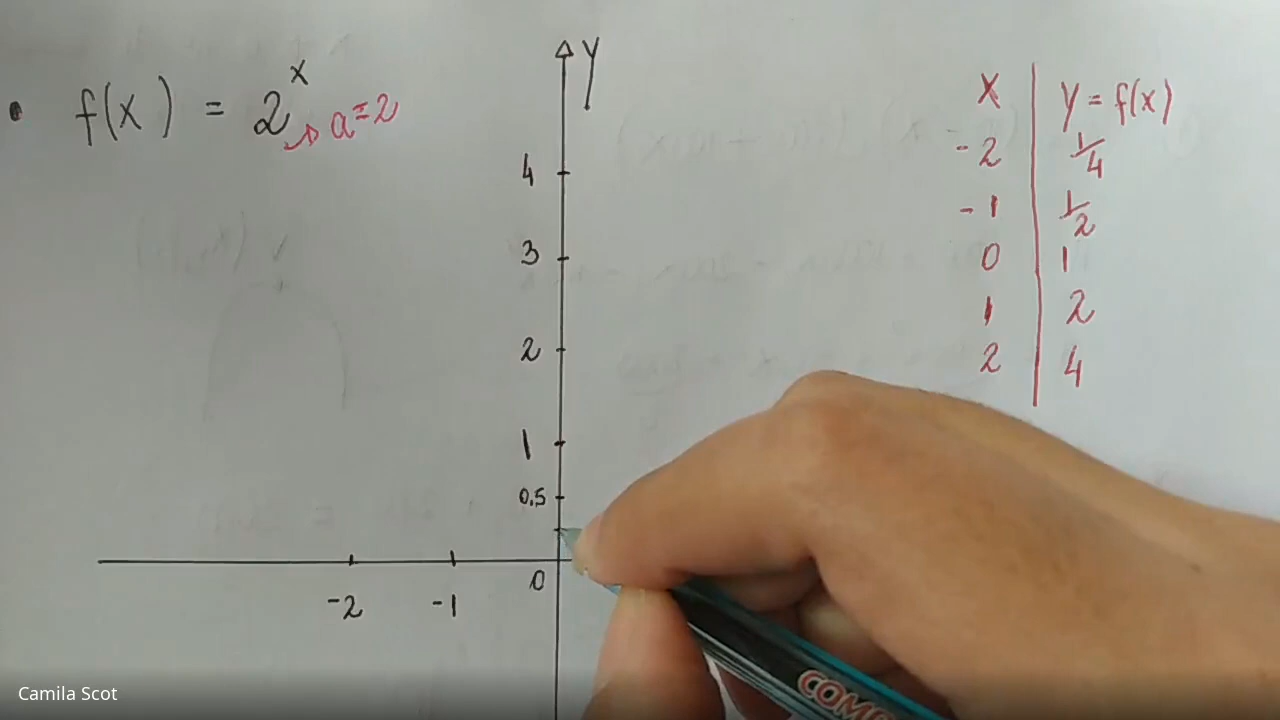 f(x) = 2^x → a=2
y
4
3
2
1
0.5
0
-2 -1
x | y = f(x)
-2 | 1/4
-1 | 1/2
0 | 1
1 | 2
2 | 4
Camila Scot